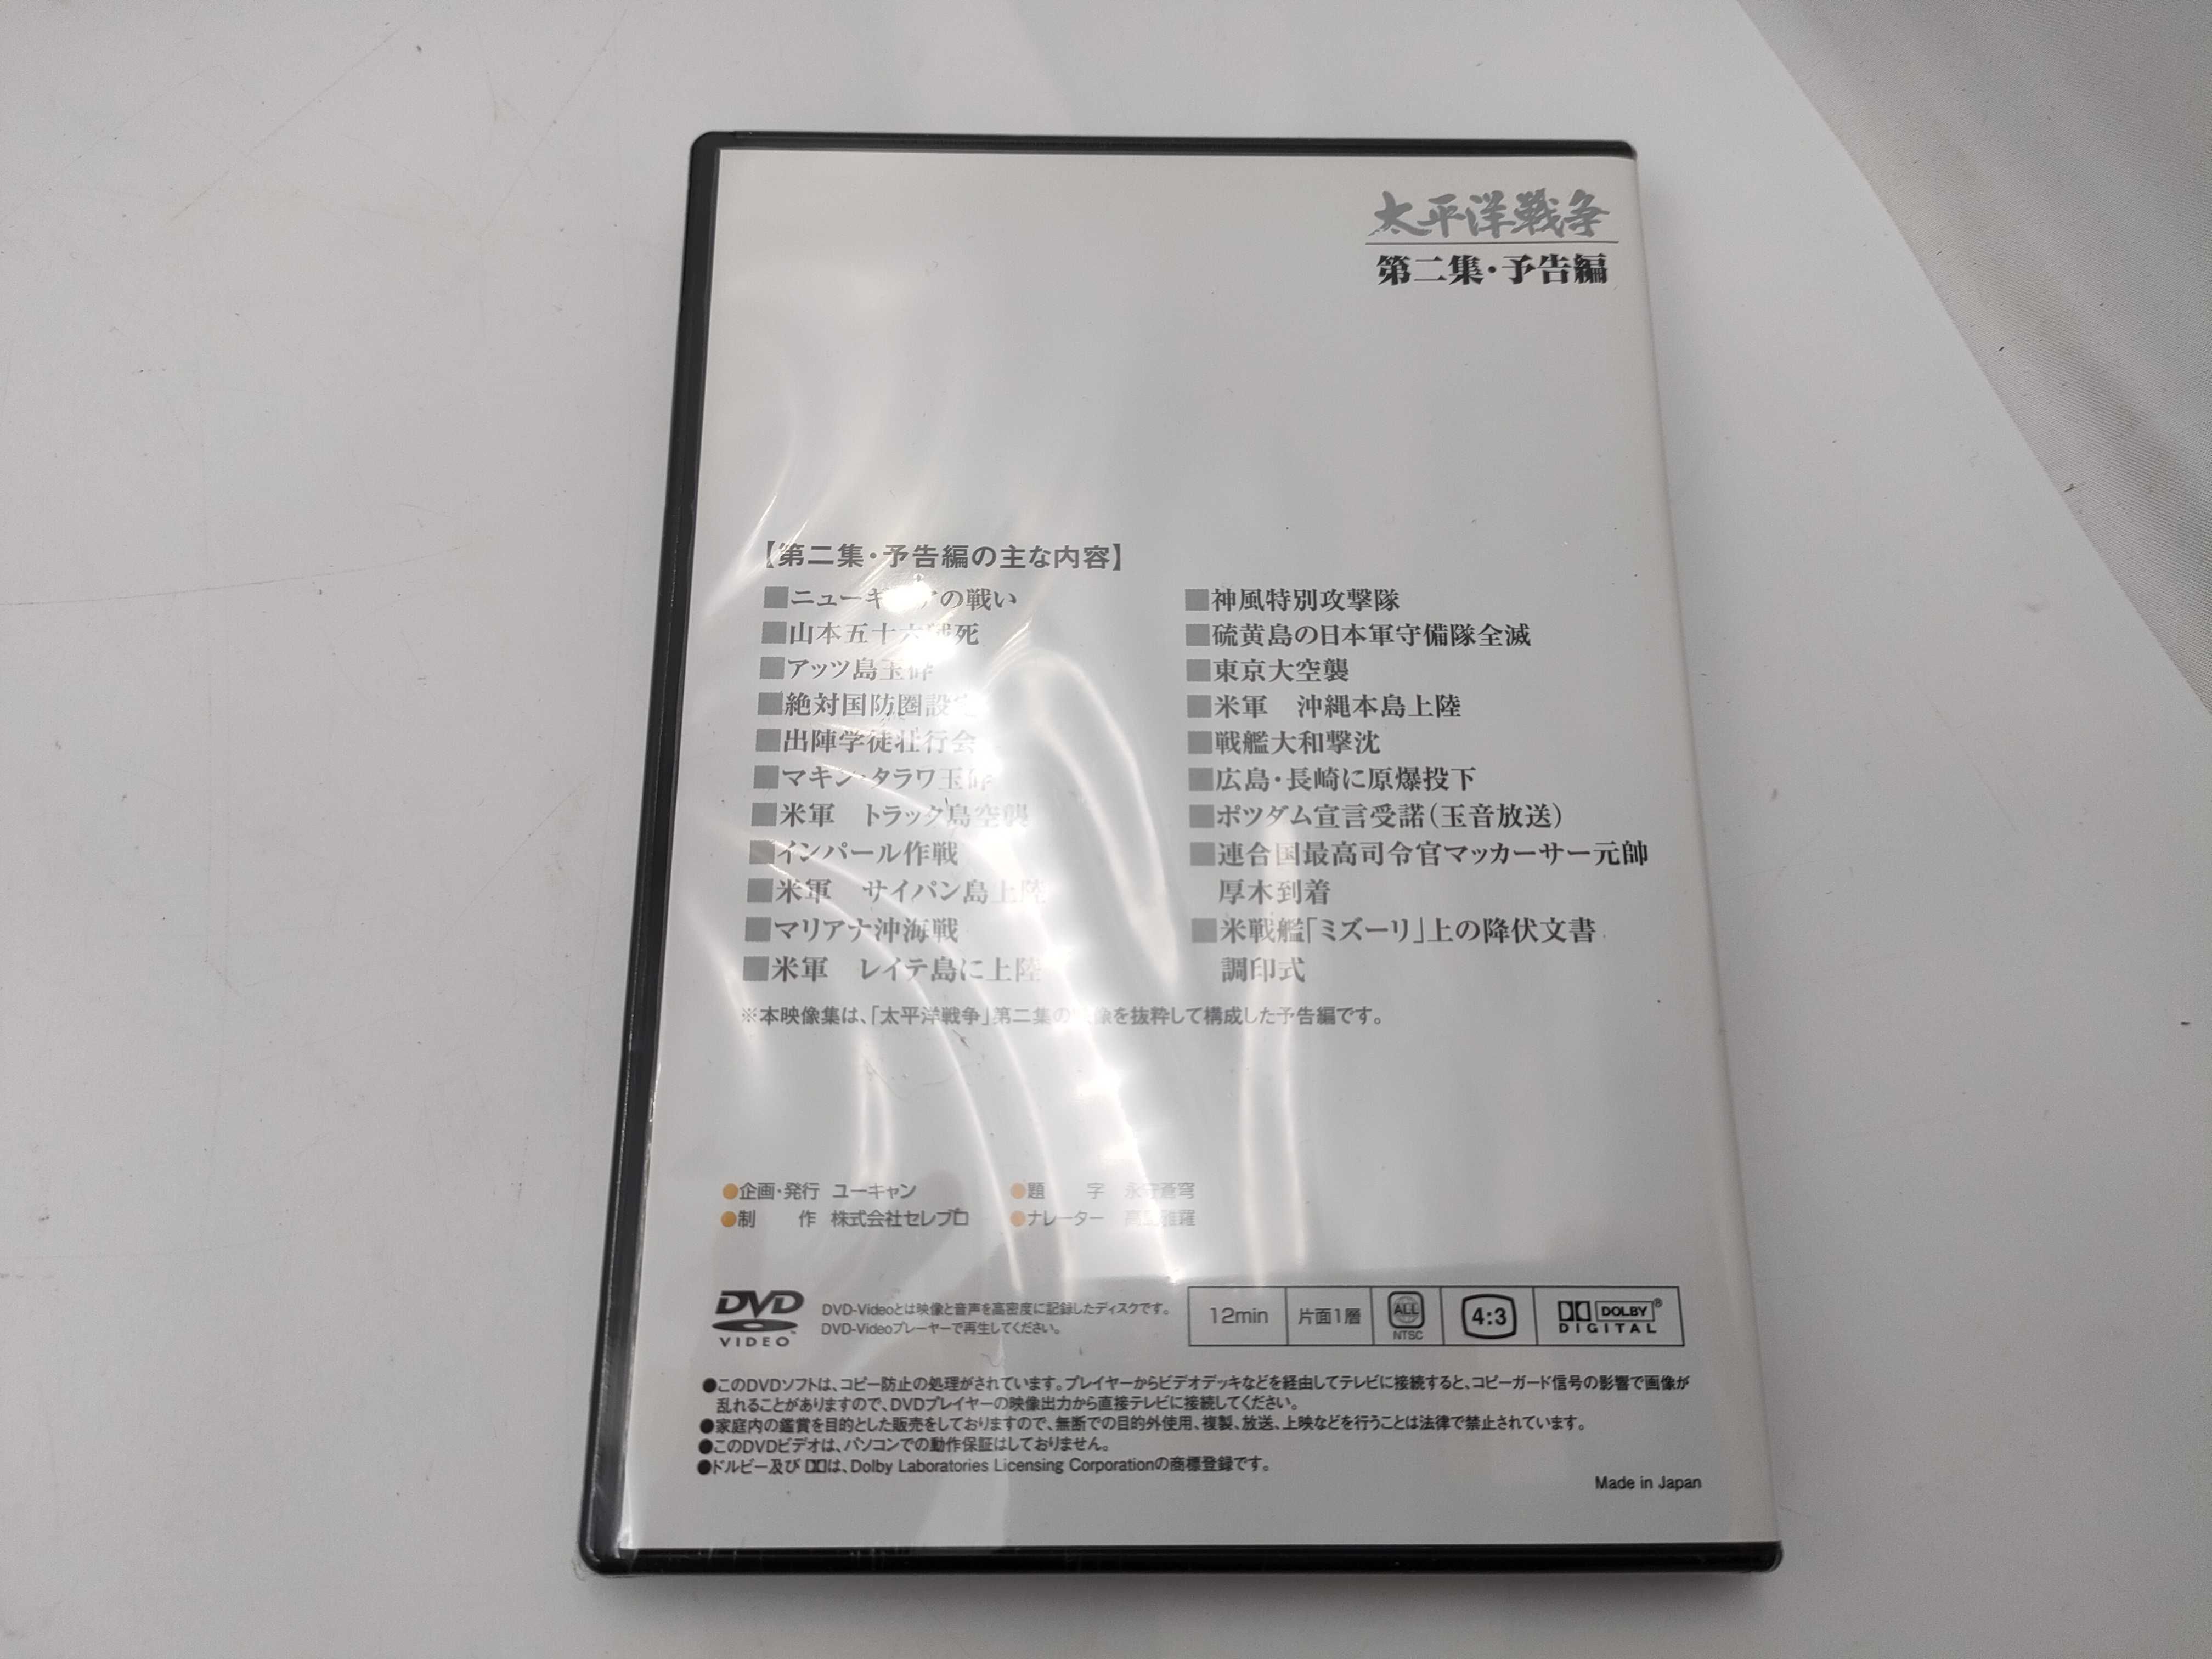 太平洋戦争
第二集・予告編
【第二集・予告編の主な内容】
■ニューギニアの戦い
■山本五十六戦死
■アッツ島玉砕
■絶対国防圏設定
■出陣学徒壮行会
■マキン・タラワ玉砕
■米軍　トラック島空襲
■インパール作戦
■米軍　サイパン島上陸
■マリアナ沖海戦
■米軍　レイテ島に上陸
■神風特別攻撃隊
■硫黄島の日本軍守備隊全滅
■東京大空襲
■米軍　沖縄本島上陸
■戦艦大和撃沈
■広島・長崎に原爆投下
■ポツダム宣言受諾（玉音放送）
■連合国最高司令官マッカーサー元帥
厚木到着
■米戦艦「ミズーリ」上の降伏文書
調印式
※本映像集は、「太平洋戦争」第二集の映像を抜粋して構成した予告編です。
●企画・発行　ユーキャン
●制　作　株式会社セレブロ
●題　字
●ナレーター
DVD VIDEO
DVD-Videoとは映像と音声を高密度に記録したディスクです。
DVD-Videoプレーヤーで再生してください。
12min 片面1層 ALL NTSC 4:3 DOLBY DIGITAL
●このDVDソフトは、コピー防止の処理がされています。プレイヤーからビデオデッキなどを経由してテレビに接続すると、コピーガード信号の影響で画像が
乱れることがありますので、DVDプレイヤーの映像出力から直接テレビに接続してください。
●家庭内の鑑賞を目的とした販売をしておりますので、無断での目的外使用、複製、放送、上映などを行うことは法律で禁止されています。
●このDVDビデオは、パソコンでの動作保証はしておりません。
●ドルビー及びは、Dolby Laboratories Licensing Corporationの商標登録です。
Made in Japan